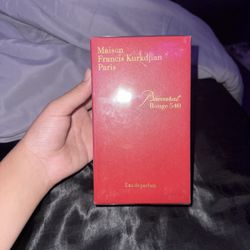 Maison
Francis Kurkdjian
Paris
Baccarat
Rouge 540
Eau de parfum